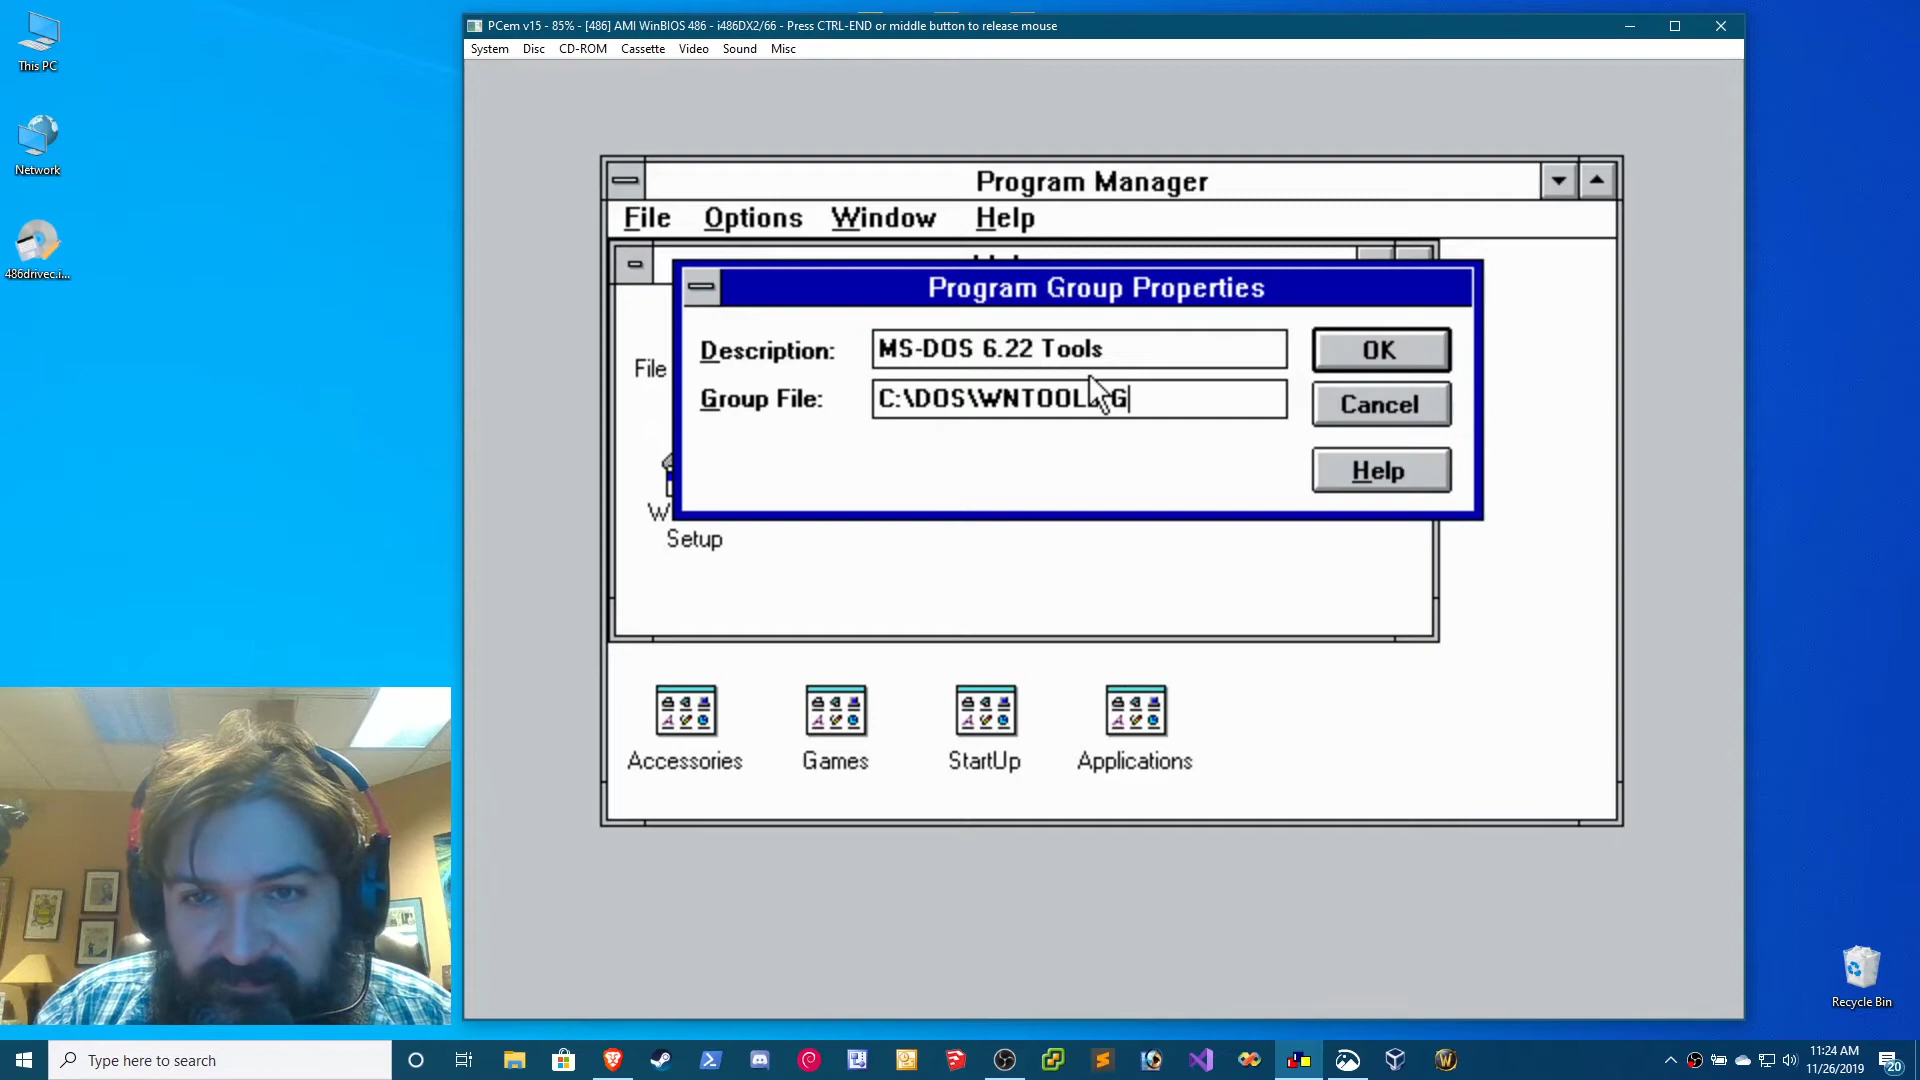 This PC
Network
486drivec.i...
PCem v15 - 85% - [486] AMI WinBIOS 486 - i486DX2/66 - Press CTRL-END or middle button to release mouse
System Disc CD-ROM Cassette Video Sound Misc
Program Manager
File Options Window Help
Program Group Properties
Description: MS-DOS 6.22 Tools
OK
Group File:
Cancel
Help
File
W
Setup
Accessories Games StartUp Applications
Recycle Bin
Type here to search
11:24 AM
11/26/2019
20